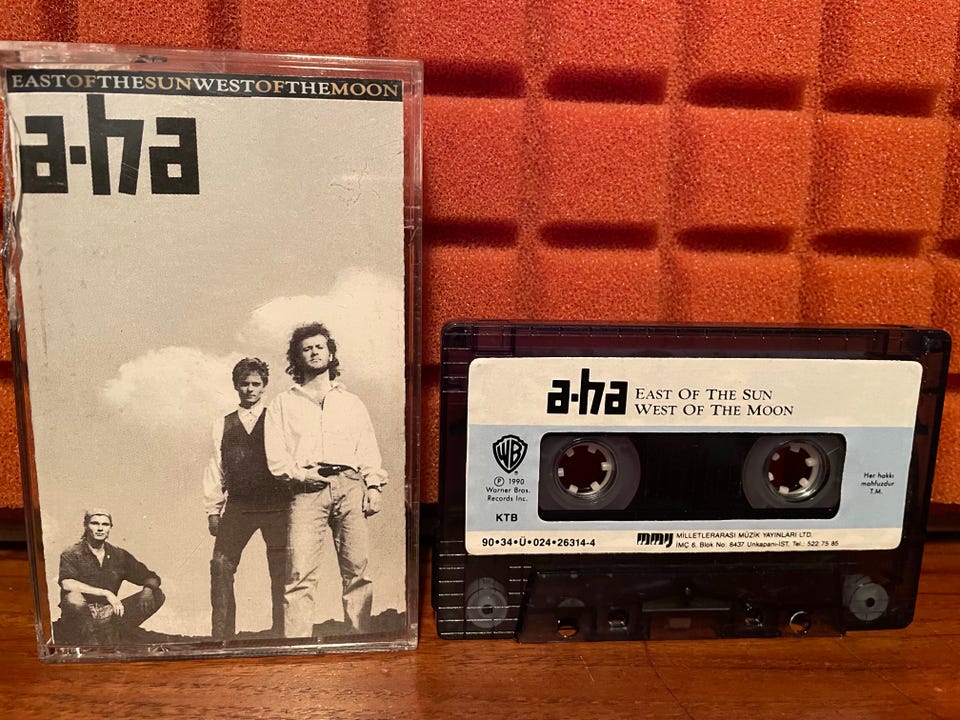 EASTOFTHESUNWESTOFTHEMOON
a-ha
a-ha
EAST OF THE SUN
WEST OF THE MOON
WB
Ⓟ 1990
Warner Bros.
Records Inc.
KTB
Her hakkı
mahfuzdur
T.M.
90•34•Ü•024•26314-4
mmy MİLLETLERARASI MÜZİK YAYINLARI LTD.
İMÇ 6. Blok No: 6437 Unkapanı-İST. Tel.: 522 75 85